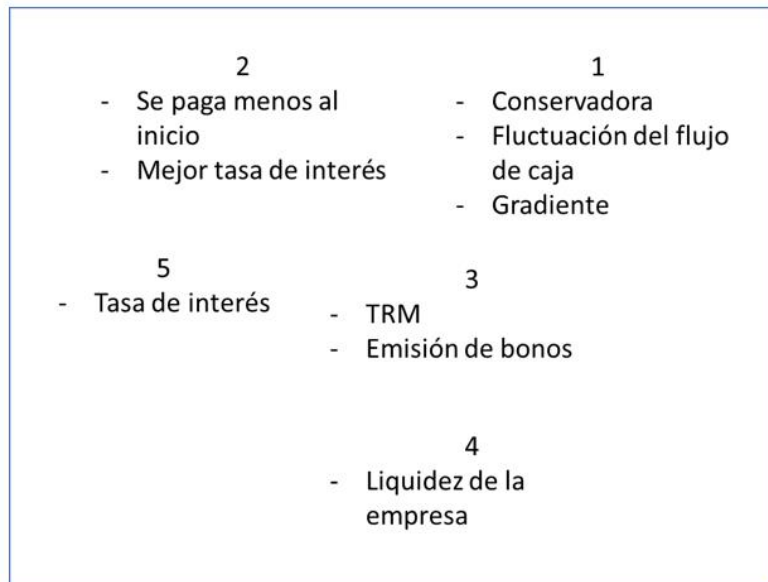 2
- Se paga menos al
inicio
- Mejor tasa de interés
1
- Conservadora
- Fluctuación del flujo
de caja
- Gradiente
5
- Tasa de interés
3
- TRM
- Emisión de bonos
4
- Liquidez de la
empresa